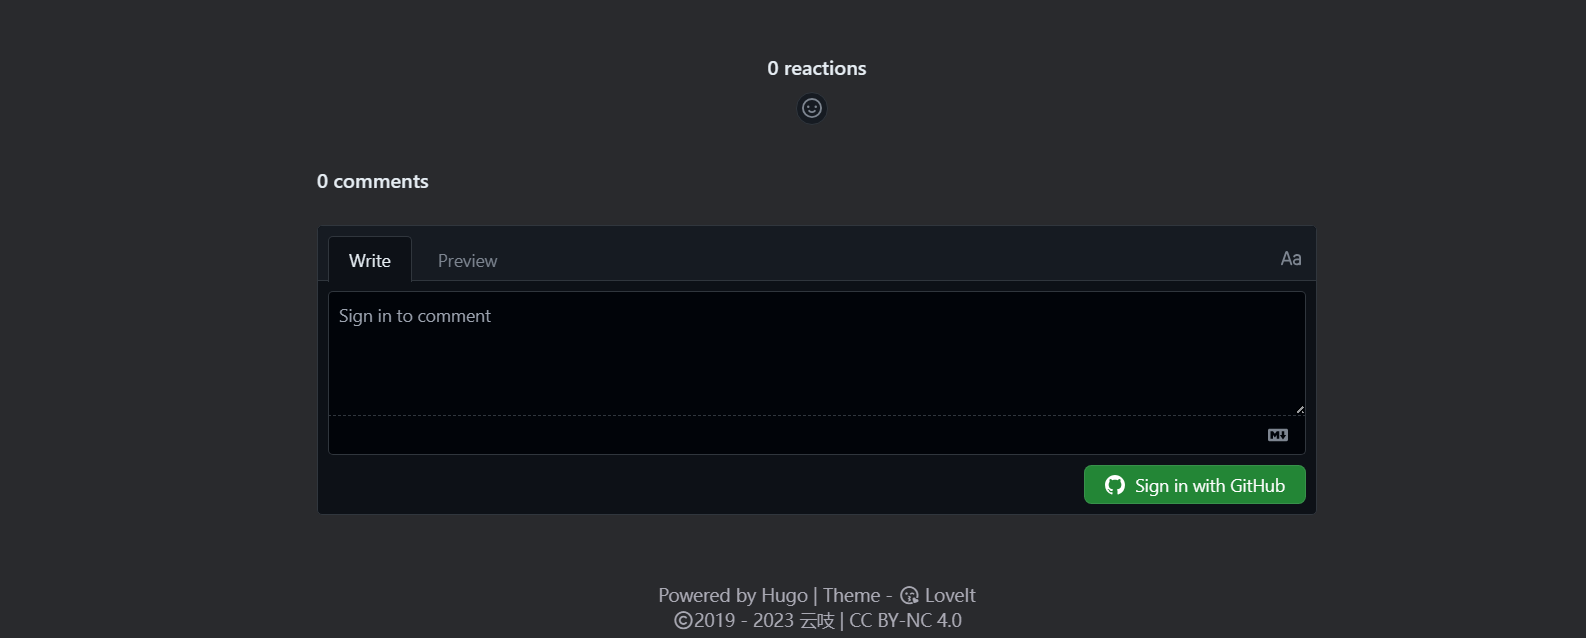 0 reactions
0 comments
Write
Preview
Aa
Sign in to comment
M
Sign in with GitHub
Powered by Hugo | Theme - LoveIt
©2019 - 2023 云吱 | CC BY-NC 4.0